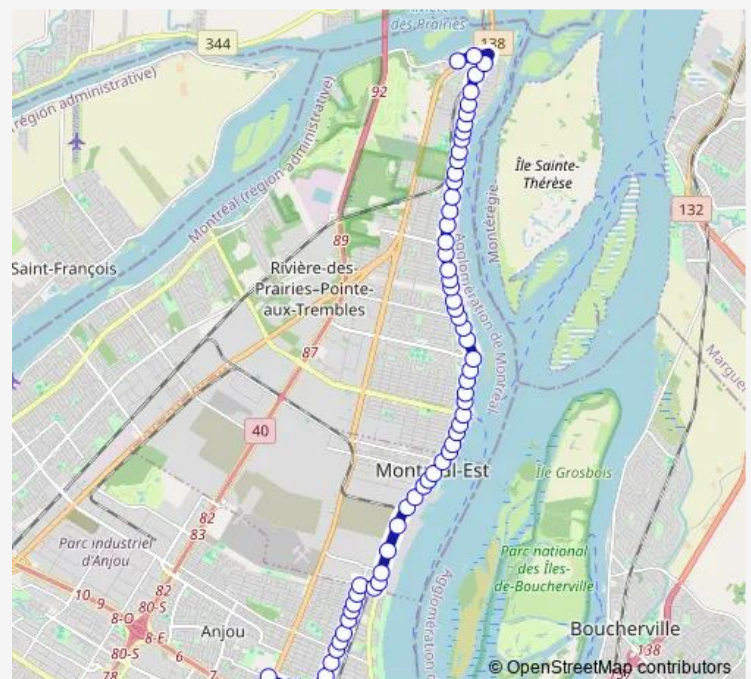 Rivière
des Prairies
344
138
92
(région administrative)
Montréal (région administrative)
Île Sainte-
Thérèse
Montérégie
132
89
Saint-François
Rivière-des-
Prairies–Pointe-
aux-Trembles
Agglomération de Montréal
87
Margue
40
Île Grosbois
82
83
Parc industriel
d'Anjou
Parc national
des Îles-
de-Boucherville
82
10
9
80-S
8-O
8-E
6
7
80-S
78
Anjou
Agglomération d
Boucherville
138
© OpenStreetMap contributors